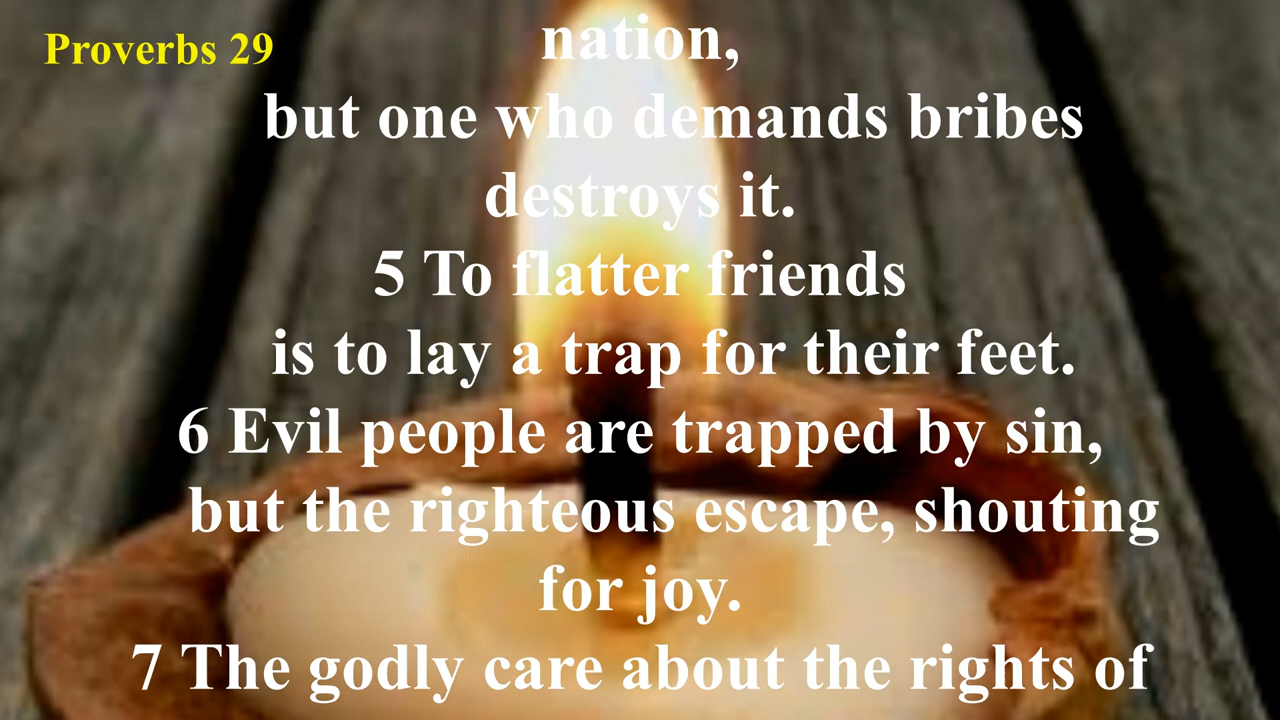 Proverbs 29
nation,
but one who demands bribes
destroys it.
5 To flatter friends
is to lay a trap for their feet.
6 Evil people are trapped by sin,
but the righteous escape, shouting
for joy.
7 The godly care about the rights of